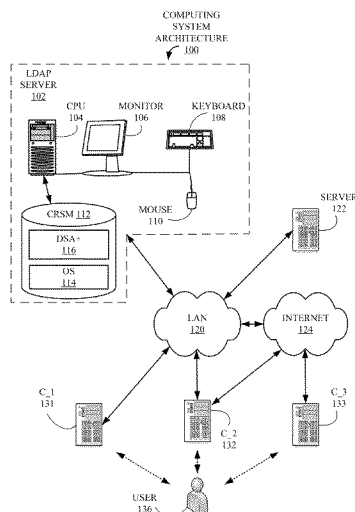 COMPUTING
SYSTEM
ARCHITECTURE
100
LDAP
SERVER
102
CPU
104
MONITOR
106
KEYBOARD
108
MOUSE
110
CRSM 112
DSA+
116
OS
114
SERVER
122
LAN
120
INTERNET
124
C_1
131
C_2
132
C_3
133
USER
136